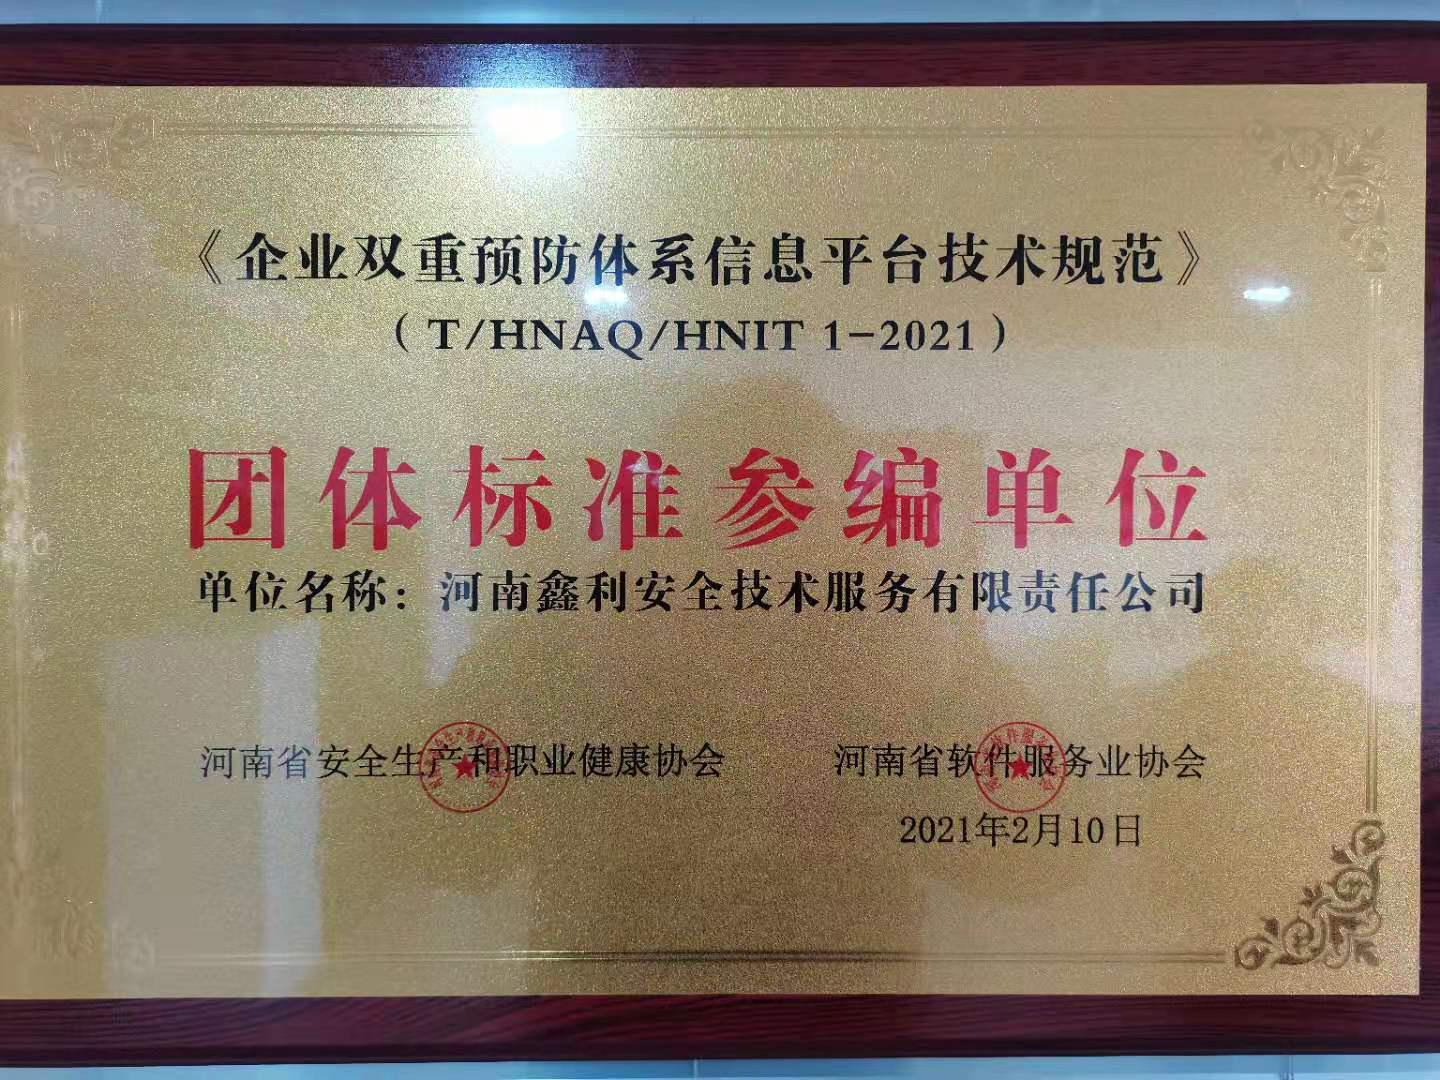 《企业双重预防体系信息平台技术规范》
（T/HNAQ/HNIT 1-2021）
团体标准参编单位
单位名称：河南鑫利安全技术服务有限责任公司
河南省安全生产和职业健康协会 河南省软件服务业协会
2021年2月10日